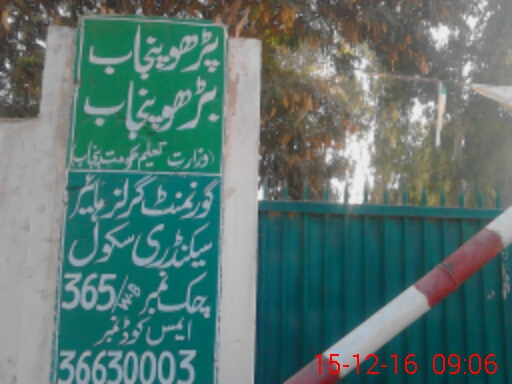 پڑھو پنجاب
بڑھو پنجاب
(وزارت تعلیم حکومت پنجاب)
گورنمنٹ گرلز ہائیر
سیکنڈری سکول
چک نمبر 365/W-B
ایمس کوڈ نمبر
36630003
15-12-16 09:06